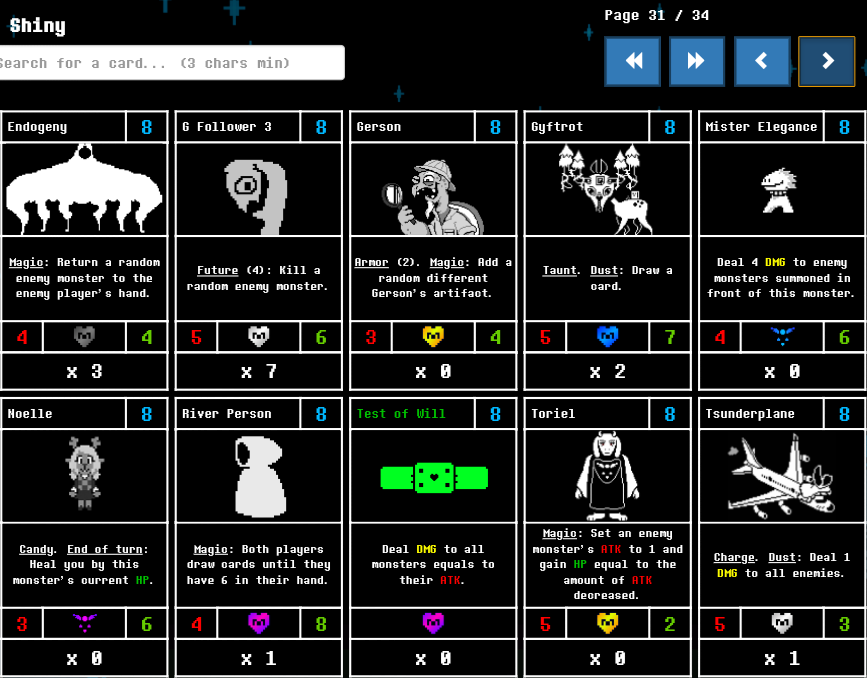 Shiny
Page 31 / 34
Search for a card... (3 chars min)
Endogeny 8
Magic: Return a random
enemy monster to the
enemy player's hand.
4 4
x 3
G Follower 3 8
Future (4): Kill a
random enemy monster.
5 6
x 7
Gerson 8
Armor (2). Magic: Add a
random different
Gerson's artifact.
3 4
x 0
Gyftrot 8
Taunt. Dust: Draw a
card.
5 7
x 2
Mister Elegance 8
Deal 4 DMG to enemy
monsters summoned in
front of this monster.
4 6
x 0
Noelle 8
Candy. End of turn:
Heal you by this
monster's current HP.
3 6
x 0
River Person 8
Magic: Both players
draw cards until they
have 6 in their hand.
4 8
x 1
Test of Will 8
Deal DMG to all
monsters equals to
their ATK.
x 0
Toriel 8
Magic: Set an enemy
monster's ATK to 1 and
gain HP equal to the
amount of ATK
decreased.
5 2
x 0
Tsunderplane 8
Charge. Dust: Deal 1
DMG to all enemies.
5 3
x 1